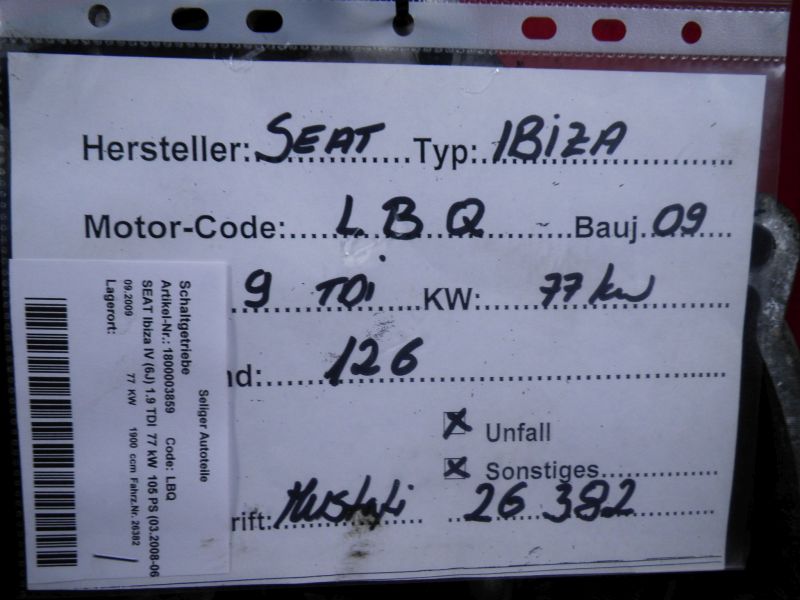 Hersteller: SEAT Typ: IBIZA
Motor-Code: LBQ Bauj. 09
.9 TDI KW: 77 kw
nd: 126
Unfall
Sonstiges
rift: Mustafi 26 382
Seliger Autoteile
Schaltgetriebe
Artikel-Nr.: 1800003859 Code: LBQ
SEAT Ibiza IV (6J) 1.9 TDI 77 kW 105 PS (03.2008-06
09.2009 77 KW 1900 ccm Fahrz.Nr. 26382
Lagerort: